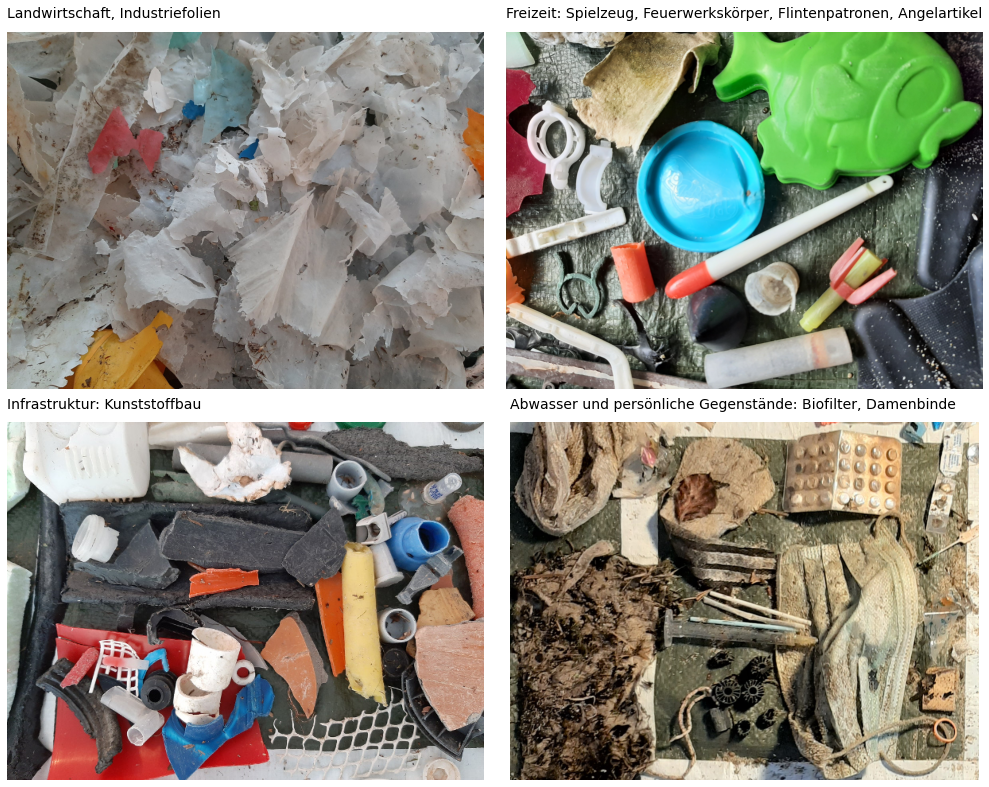 Landwirtschaft, Industriefolien
Freizeit: Spielzeug, Feuerwerkskörper, Flintenpatronen, Angelartikel
Infrastruktur: Kunststoffbau
Abwasser und persönliche Gegenstände: Biofilter, Damenbinde